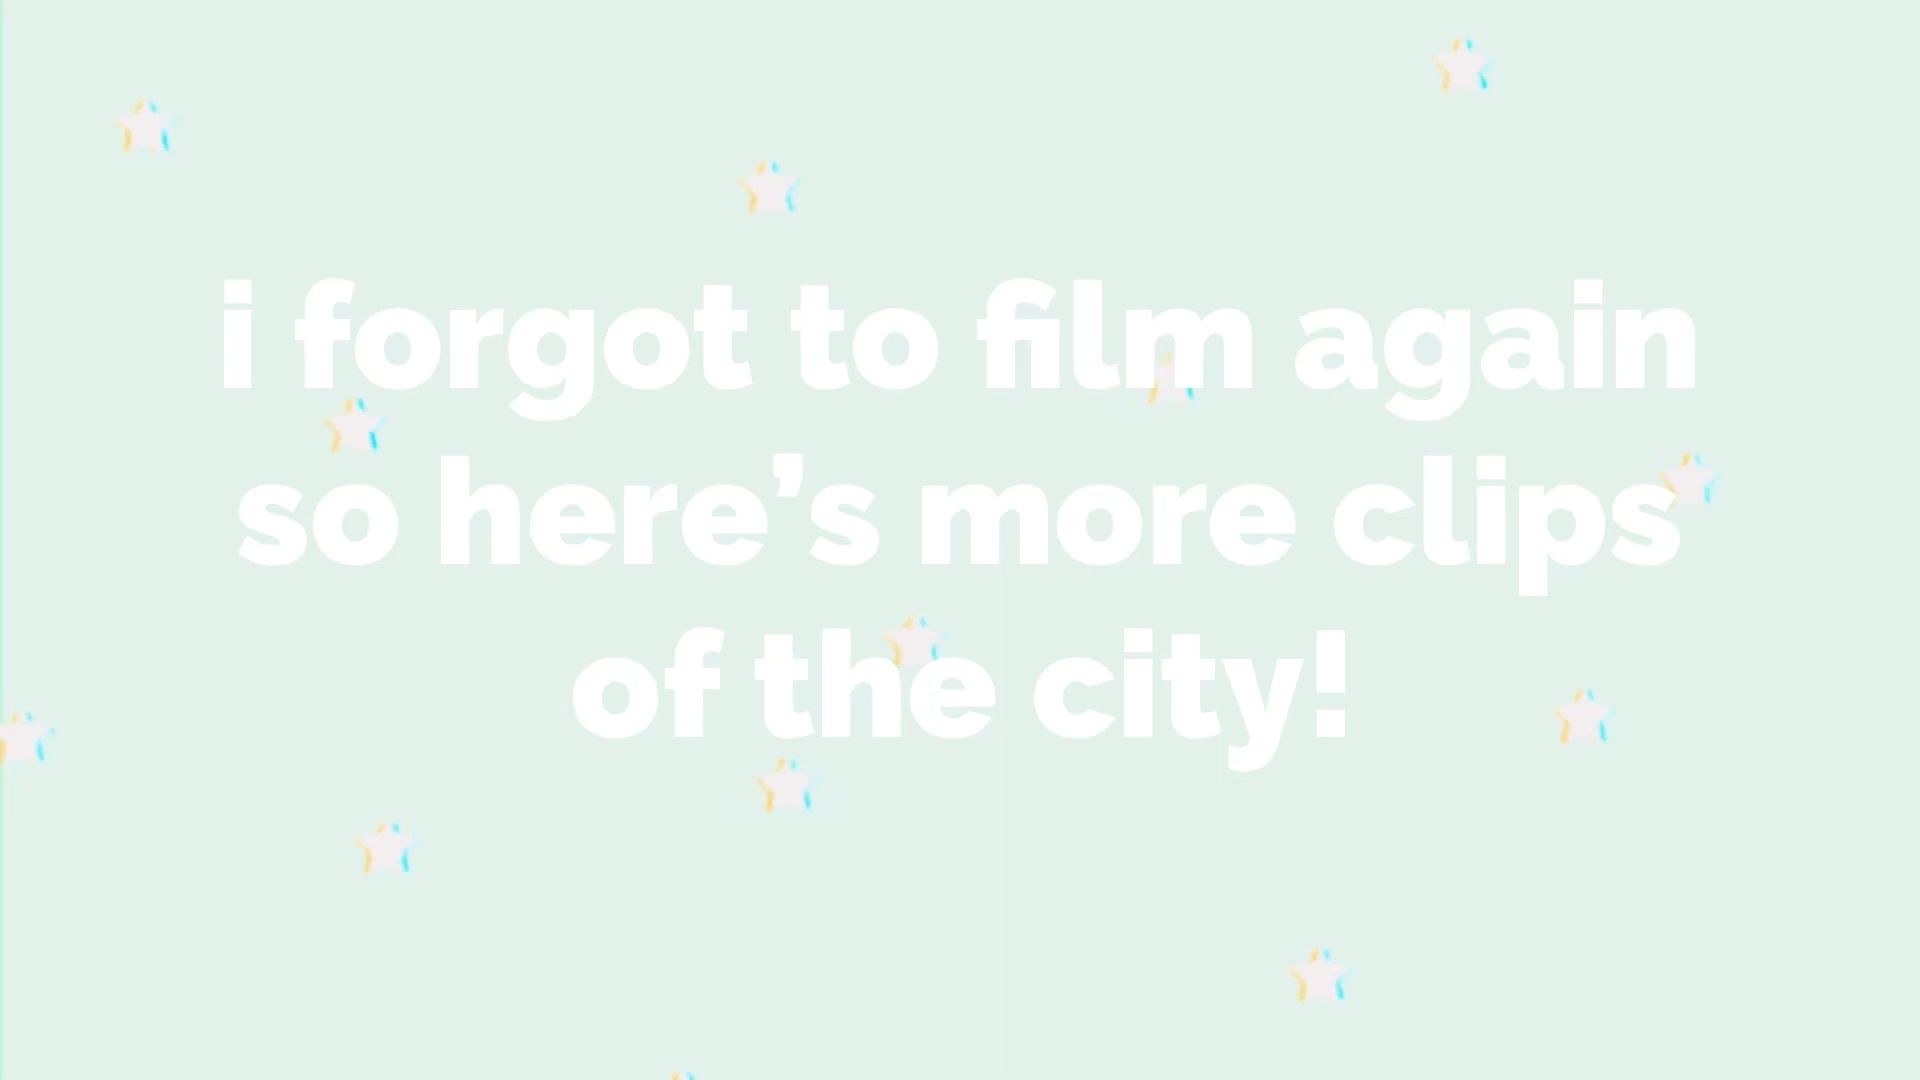 i forgot to film again
so here’s more clips
of the city!